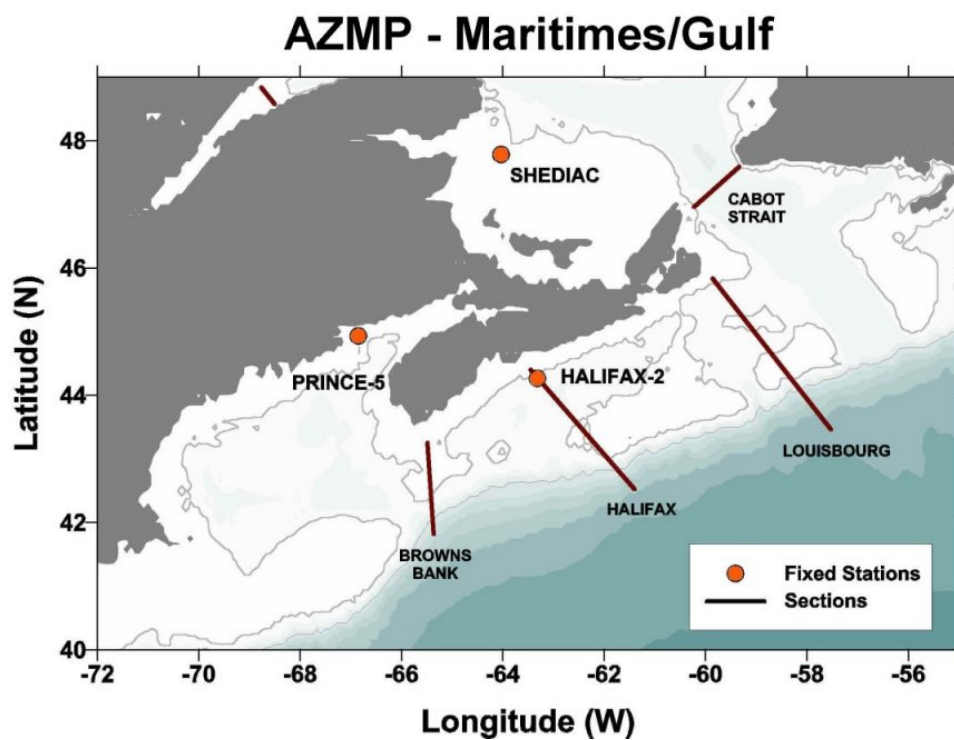 AZMP - Maritimes/Gulf
Latitude (N)
48
46
44
42
40
SHEDIAC
CABOT
STRAIT
PRINCE-5
HALIFAX-2
LOUISBOURG
HALIFAX
BROWNS
BANK
Fixed Stations
Sections
-72
-70
-68
-66
-64
-62
-60
-58
-56
Longitude (W)